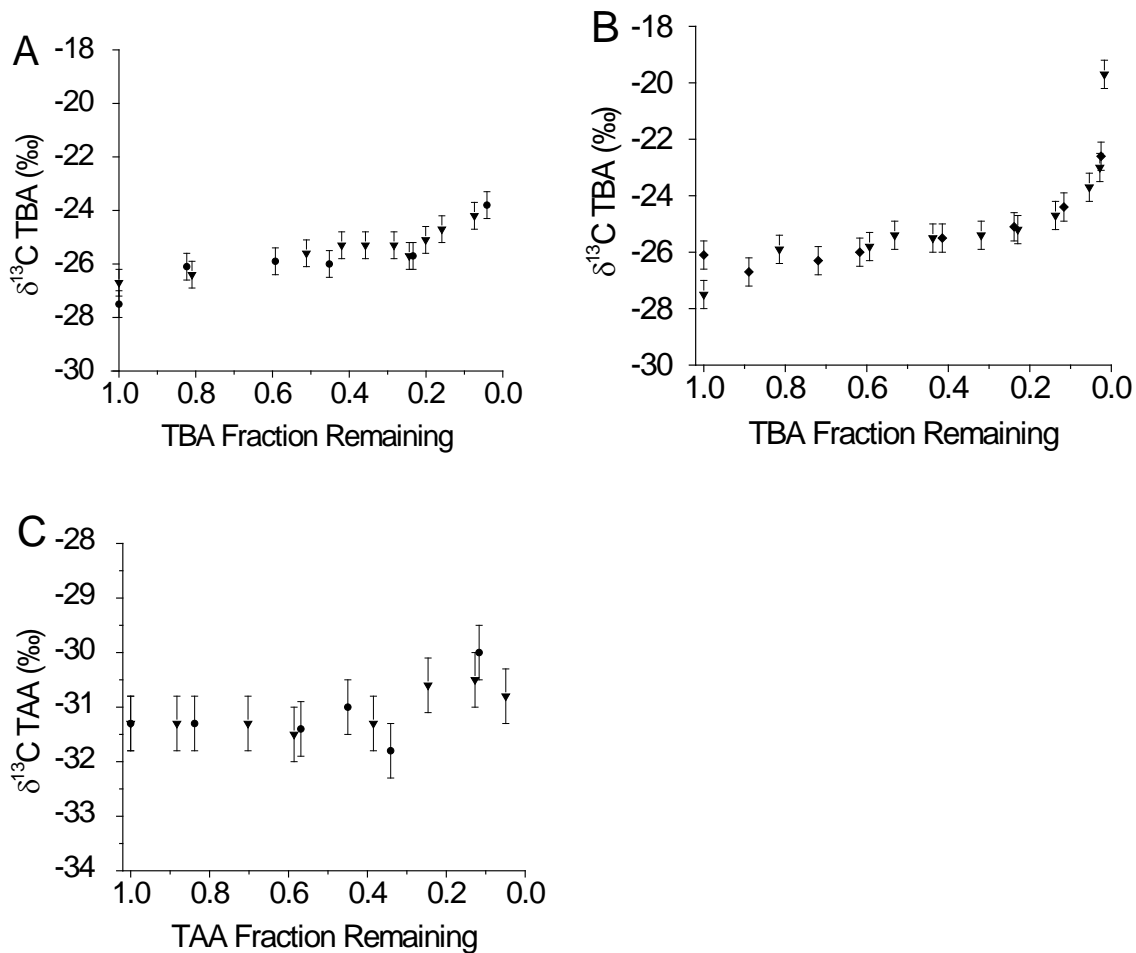 A
-18
-20
-22
-24
-26
-28
-30
δ13C TBA (‰)
1.0 0.8 0.6 0.4 0.2 0.0
TBA Fraction Remaining
B
-18
-20
-22
-24
-26
-28
-30
δ13C TBA (‰)
1.0 0.8 0.6 0.4 0.2 0.0
TBA Fraction Remaining
C
-28
-29
-30
-31
-32
-33
-34
δ13C TAA (‰)
1.0 0.8 0.6 0.4 0.2 0.0
TAA Fraction Remaining